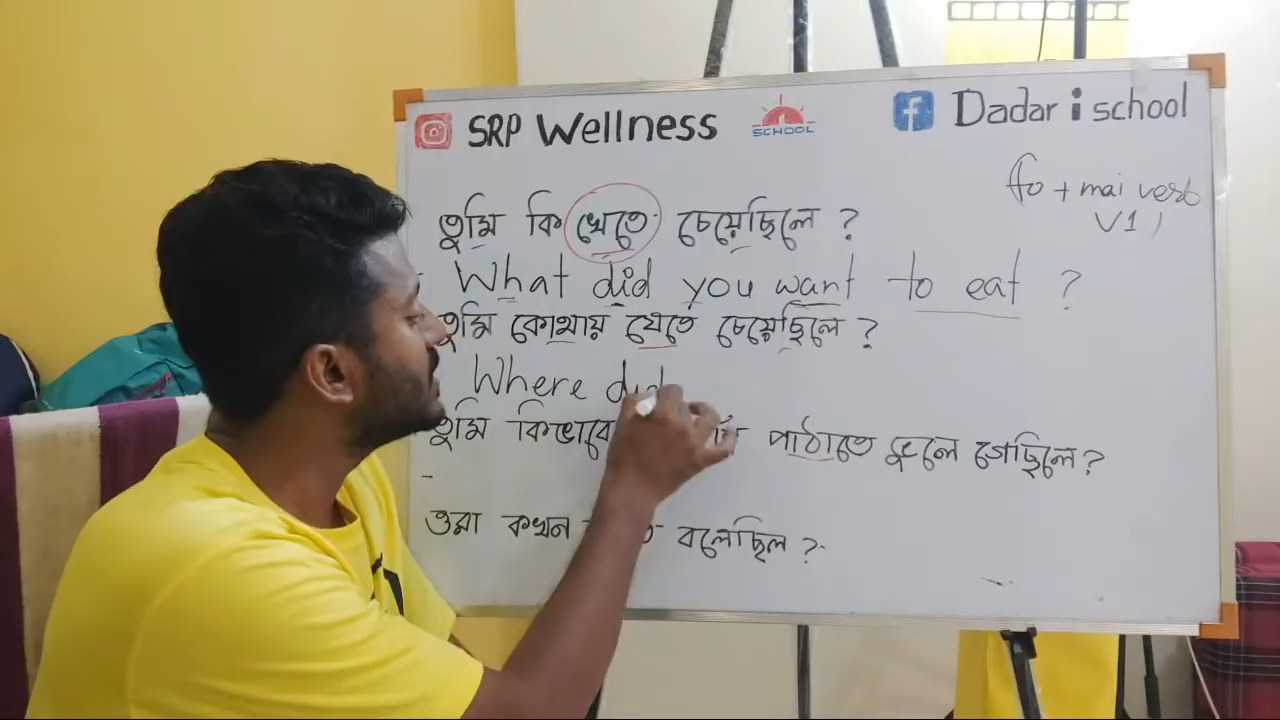 SRP Wellness SCHOOL Dadar i school
to + mai verb
V1
তুমি কি খেতে চেয়েছিলে ?
What did you want to eat ?
তুমি কোথায় যেতে চেয়েছিলে ?
Where did
তুমি কিভাবে পাঠাতে ভুলে গেছিলে ?
ওরা কখন বলেছিল ?